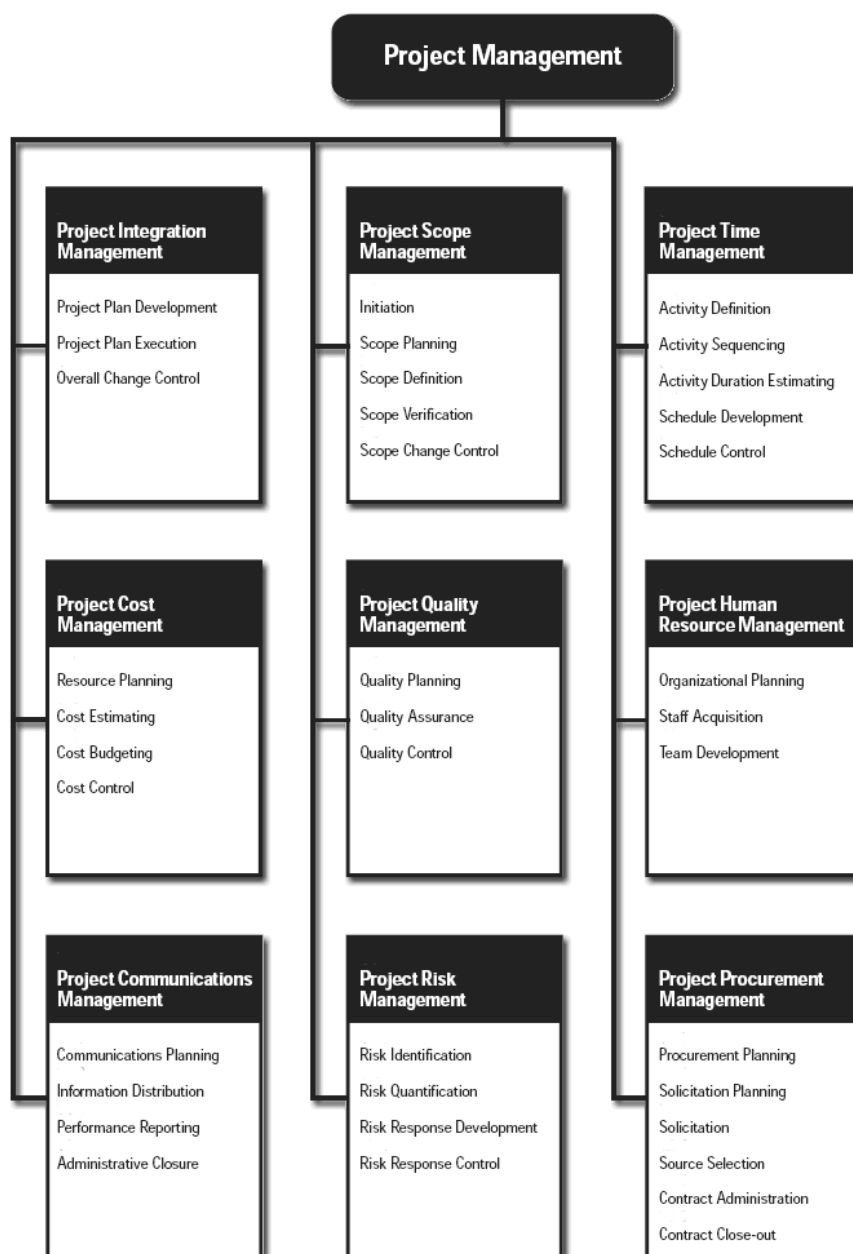 Project Management
Project Integration
Management
Project Plan Development
Project Plan Execution
Overall Change Control
Project Scope
Management
Initiation
Scope Planning
Scope Definition
Scope Verification
Scope Change Control
Project Time
Management
Activity Definition
Activity Sequencing
Activity Duration Estimating
Schedule Development
Schedule Control
Project Cost
Management
Resource Planning
Cost Estimating
Cost Budgeting
Cost Control
Project Quality
Management
Quality Planning
Quality Assurance
Quality Control
Project Human
Resource Management
Organizational Planning
Staff Acquisition
Team Development
Project Communications
Management
Communications Planning
Information Distribution
Performance Reporting
Administrative Closure
Project Risk
Management
Risk Identification
Risk Quantification
Risk Response Development
Risk Response Control
Project Procurement
Management
Procurement Planning
Solicitation Planning
Solicitation
Source Selection
Contract Administration
Contract Close-out